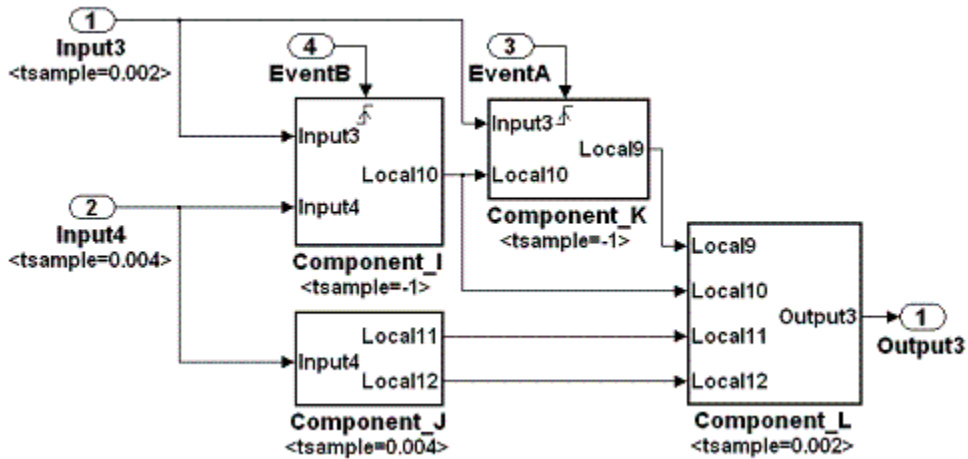 1
Input3
<tsample=0.002>
4
EventB
3
EventA
Input3
Local10
Input4
Component_I
<tsample=-1>
Input3
Local9
Local10
Component_K
<tsample=-1>
2
Input4
<tsample=0.004>
Local11
Input4
Local12
Component_J
<tsample=0.004>
Local9
Local10
Output3
Local11
Local12
Component_L
<tsample=0.002>
1
Output3